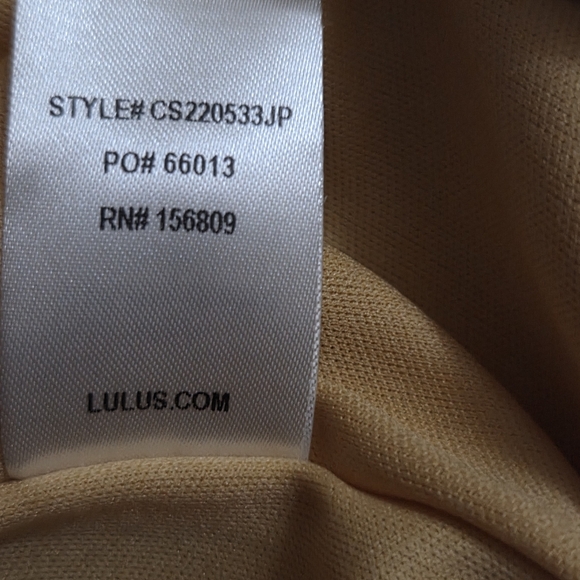 STYLE# CS220533JP
PO# 66013
RN# 156809
LULUS.COM